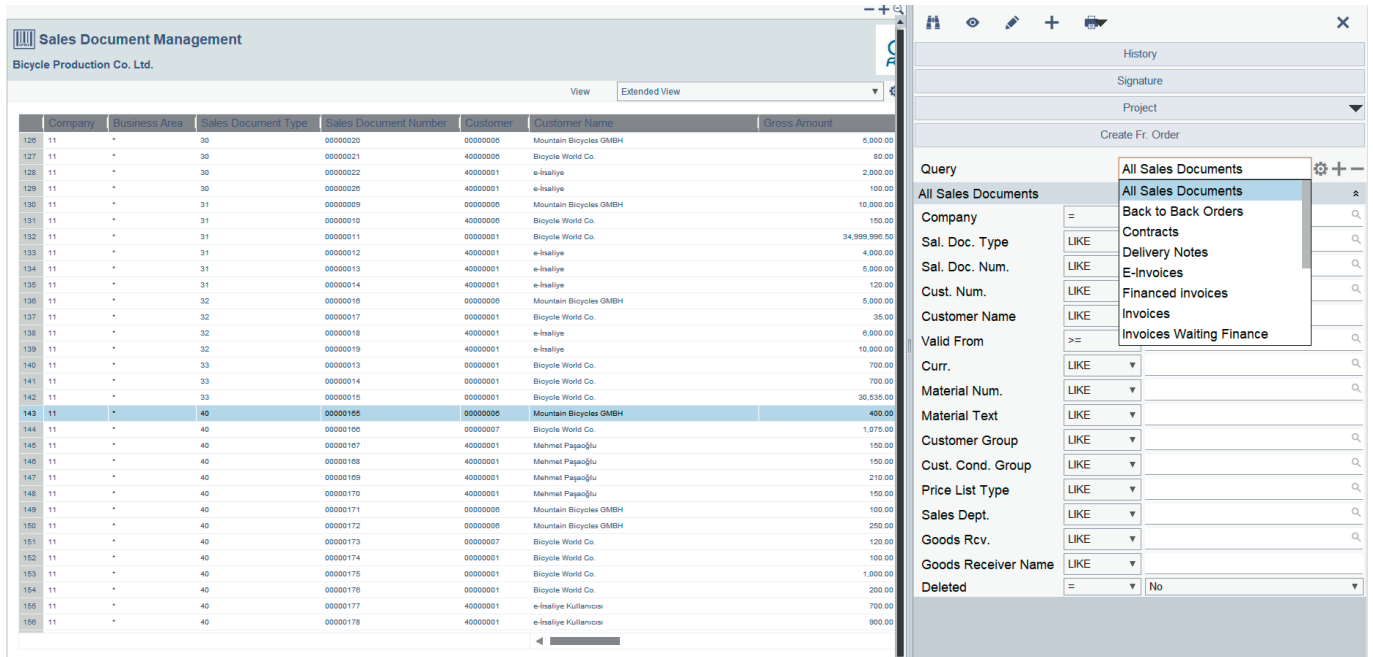 Sales Document Management
Bicycle Production Co. Ltd.
View Extended View
Company Business Area Sales Document Type Sales Document Number Customer Customer Name Gross Amount
126 11 * 30 00000020 00000006 Mountain Bicycles GMBH 5,000.00
127 11 * 30 00000021 40000006 Bicycle World Co. 80.00
128 11 * 30 00000022 40000001 e-İrsaliye 2,000.00
129 11 * 30 00000026 40000001 e-İrsaliye 100.00
130 11 * 31 00000009 00000006 Mountain Bicycles GMBH 10,000.00
131 11 * 31 00000010 40000006 Bicycle World Co. 150.00
132 11 * 31 00000011 00000001 Bicycle World Co. 34,999,996.50
133 11 * 31 00000012 40000001 e-İrsaliye 4,000.00
134 11 * 31 00000013 40000001 e-İrsaliye 5,000.00
135 11 * 31 00000014 40000001 e-İrsaliye 120.00
136 11 * 32 00000016 00000006 Mountain Bicycles GMBH 5,000.00
137 11 * 32 00000017 00000001 Bicycle World Co. 35.00
138 11 * 32 00000018 40000001 e-İrsaliye 6,000.00
139 11 * 32 00000019 40000001 e-İrsaliye 10,000.00
140 11 * 33 00000013 00000001 Bicycle World Co. 700.00
141 11 * 33 00000014 00000001 Bicycle World Co. 700.00
142 11 * 33 00000015 00000001 Bicycle World Co. 30,535.00
143 11 * 40 00000165 00000006 Mountain Bicycles GMBH 400.00
144 11 * 40 00000166 00000007 Bicycle World Co. 1,075.00
145 11 * 40 00000167 40000001 Mehmet Paşaoğlu 150.00
146 11 * 40 00000168 40000001 Mehmet Paşaoğlu 150.00
147 11 * 40 00000169 40000001 Mehmet Paşaoğlu 210.00
148 11 * 40 00000170 40000001 Mehmet Paşaoğlu 150.00
149 11 * 40 00000171 00000006 Mountain Bicycles GMBH 100.00
150 11 * 40 00000172 00000006 Mountain Bicycles GMBH 250.00
151 11 * 40 00000173 00000007 Bicycle World Co. 120.00
152 11 * 40 00000174 00000001 Bicycle World Co. 100.00
153 11 * 40 00000175 00000001 Bicycle World Co. 1,000.00
154 11 * 40 00000176 00000001 Bicycle World Co. 200.00
155 11 * 40 00000177 40000001 e-İrsaliye Kullanıcısı 700.00
156 11 * 40 00000178 40000001 e-İrsaliye Kullanıcısı 900.00
History
Signature
Project
Create Fr. Order
Query All Sales Documents
All Sales Documents
All Sales Documents
Back to Back Orders
Contracts
Delivery Notes
E-Invoices
Financed invoices
Invoices
Invoices Waiting Finance
Company =
Sal. Doc. Type LIKE
Sal. Doc. Num. LIKE
Cust. Num. LIKE
Customer Name LIKE
Valid From >=
Curr. LIKE
Material Num. LIKE
Material Text LIKE
Customer Group LIKE
Cust. Cond. Group LIKE
Price List Type LIKE
Sales Dept. LIKE
Goods Rcv. LIKE
Goods Receiver Name LIKE
Deleted = No